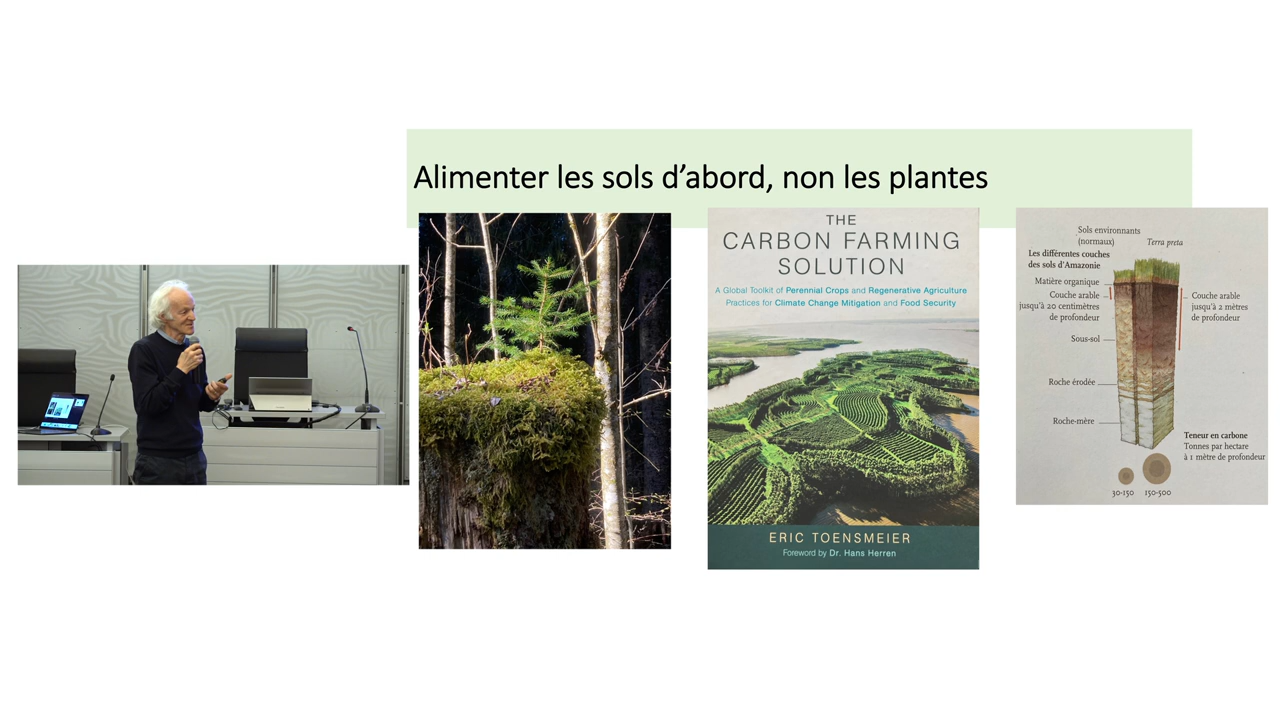 Alimenter les sols d’abord, non les plantes
THE
CARBON FARMING
SOLUTION
A Global Toolkit of Perennial Crops and Regenerative Agriculture
Practices for Climate Change Mitigation and Food Security
ERIC TOENSMEIER
Foreword by Dr. Hans Herren
Sols environnants
(normaux)
Terra preta
Les différentes couches
des sols d’Amazonie
Matière organique
Couche arable
jusqu’à 20 centimètres
de profondeur
Couche arable
jusqu’à 2 mètres
de profondeur
Sous-sol
Roche érodée
Roche-mère
Teneur en carbone
Tonnes par hectare
à 1 mètre de profondeur
30-150
150-500